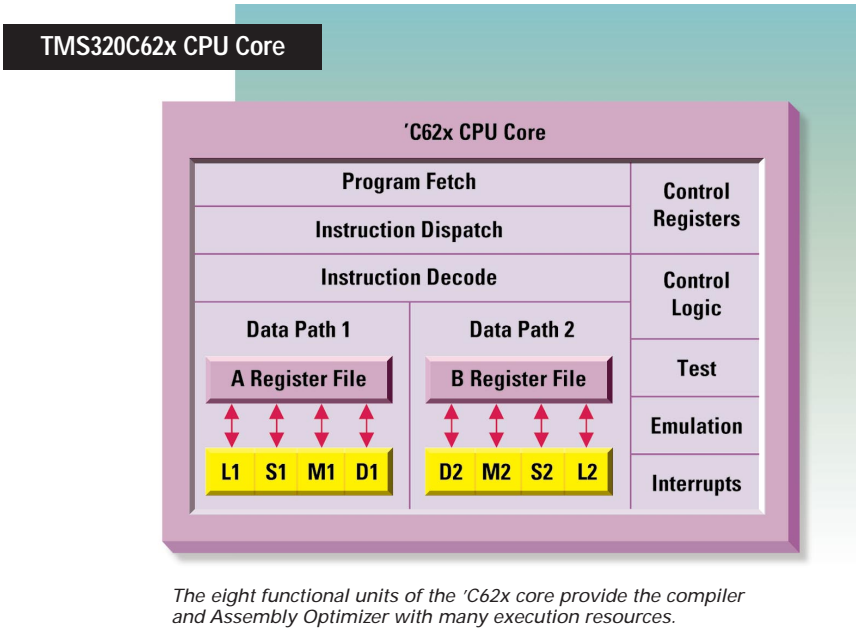 TMS320C62x CPU Core
’C62x CPU Core
Program Fetch
Instruction Dispatch
Instruction Decode
Control
Registers
Control
Logic
Test
Emulation
Interrupts
Data Path 1
A Register File
L1 S1 M1 D1
Data Path 2
B Register File
D2 M2 S2 L2
The eight functional units of the ’C62x core provide the compiler
and Assembly Optimizer with many execution resources.